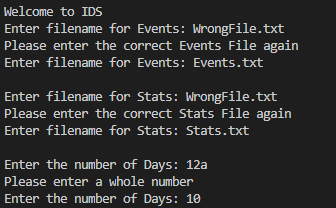 Welcome to IDS
Enter filename for Events: WrongFile.txt
Please enter the correct Events File again
Enter filename for Events: Events.txt
Enter filename for Stats: WrongFile.txt
Please enter the correct Stats File again
Enter filename for Stats: Stats.txt
Enter the number of Days: 12a
Please enter a whole number
Enter the number of Days: 10